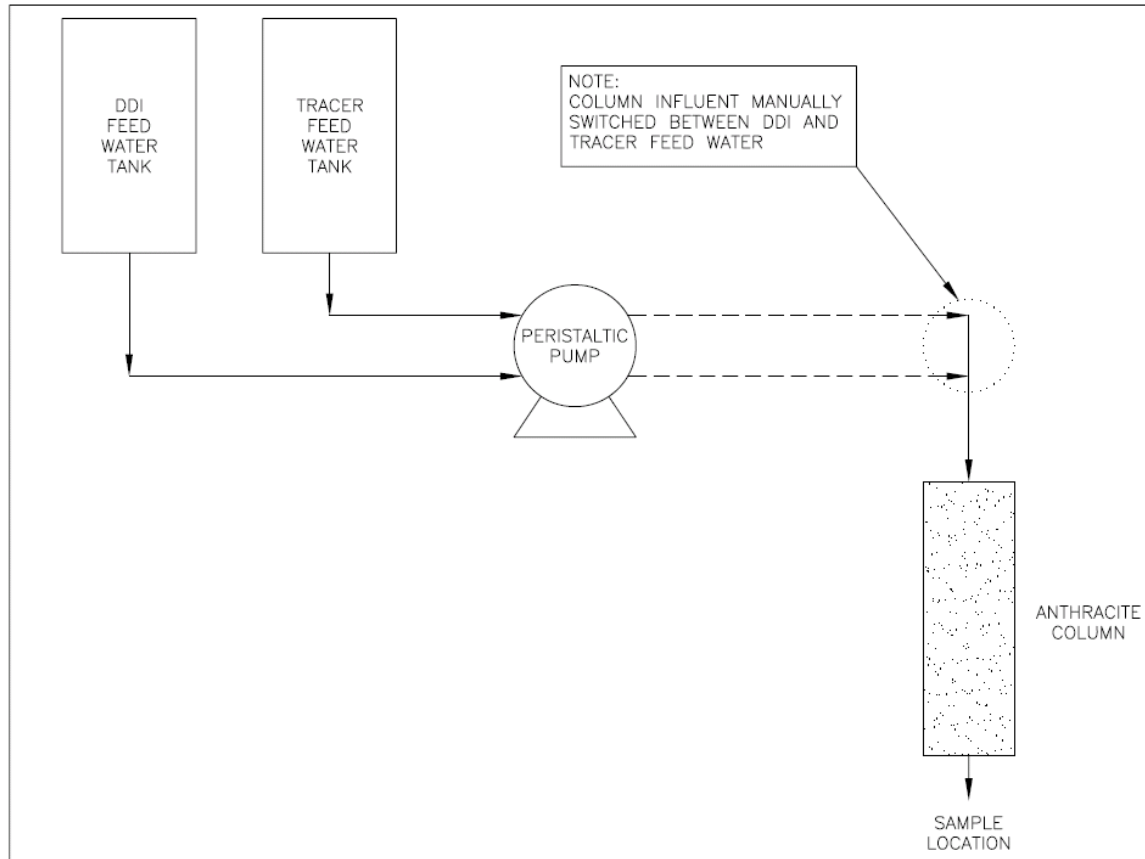 DDI
FEED
WATER
TANK
TRACER
FEED
WATER
TANK
NOTE:
COLUMN INFLUENT MANUALLY
SWITCHED BETWEEN DDI AND
TRACER FEED WATER
PERISTALTIC
PUMP
ANTHRACITE
COLUMN
SAMPLE
LOCATION